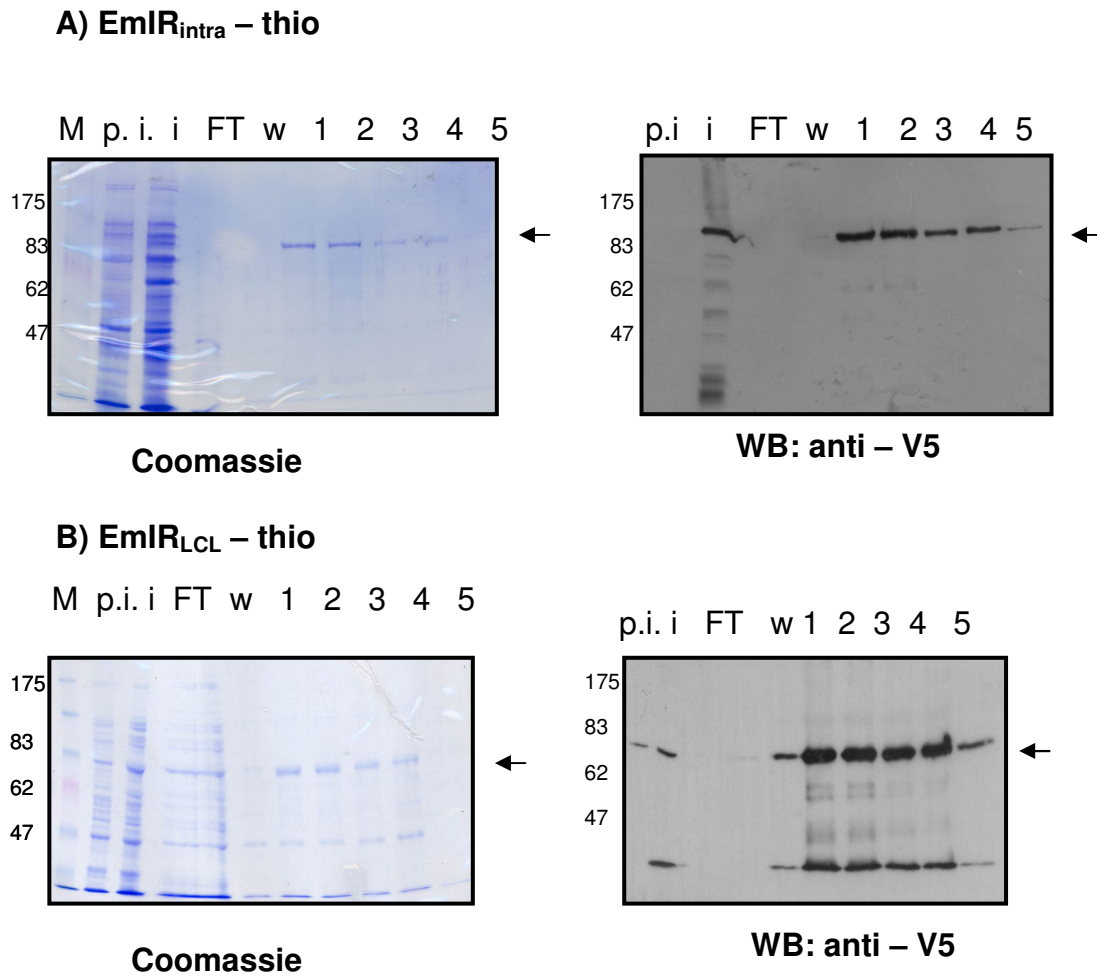 A) EmIRintra – thio
M p. i. i FT w 1 2 3 4 5
175
83
62
47
Coomassie
p.i i FT w 1 2 3 4 5
175
83
62
47
WB: anti – V5
B) EmIRLCL – thio
M p.i. i FT w 1 2 3 4 5
175
83
62
47
Coomassie
p.i. i FT w 1 2 3 4 5
175
83
62
47
WB: anti – V5